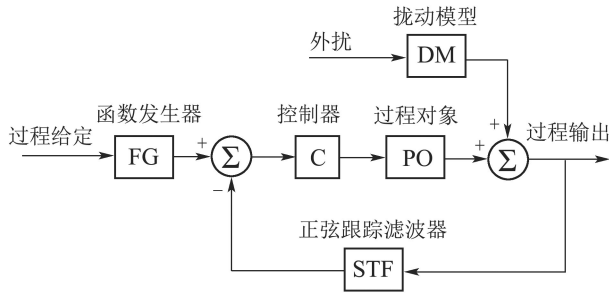 拢动模型
外扰
DM
函数发生器
控制器
过程对象
过程给定
过程输出
FG
+
Σ
C
PO
+
+
Σ
−
正弦跟踪滤波器
STF